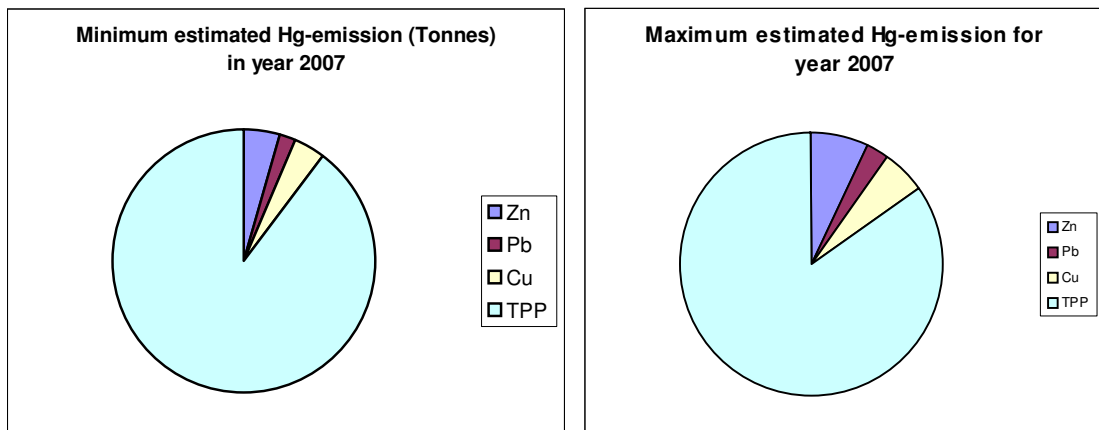 Minimum estimated Hg-emission (Tonnes)
in year 2007
Zn
Pb
Cu
TPP
Maximum estimated Hg-emission for
year 2007
Zn
Pb
Cu
TPP